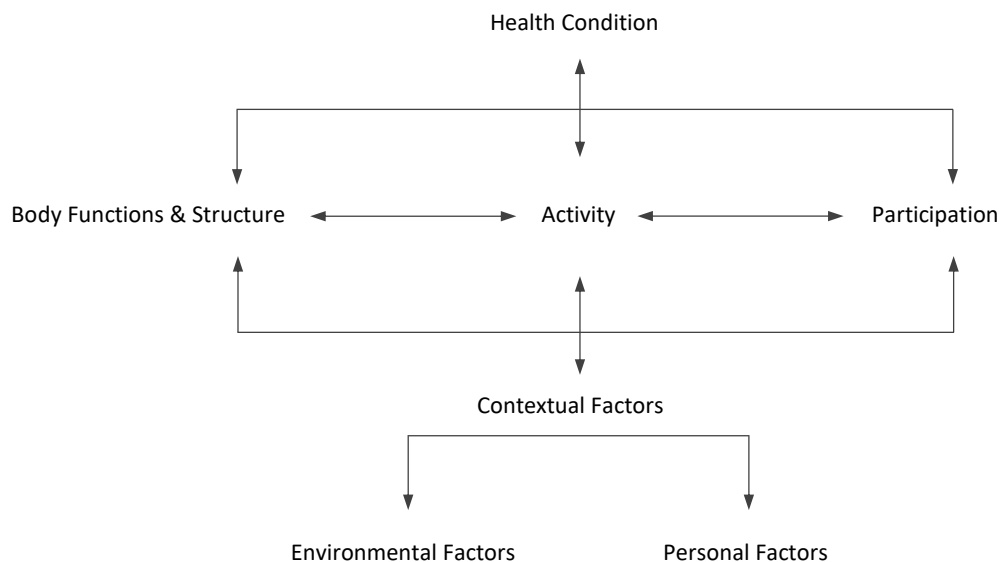 Health Condition
Body Functions & Structure
Activity
Participation
Contextual Factors
Environmental Factors
Personal Factors